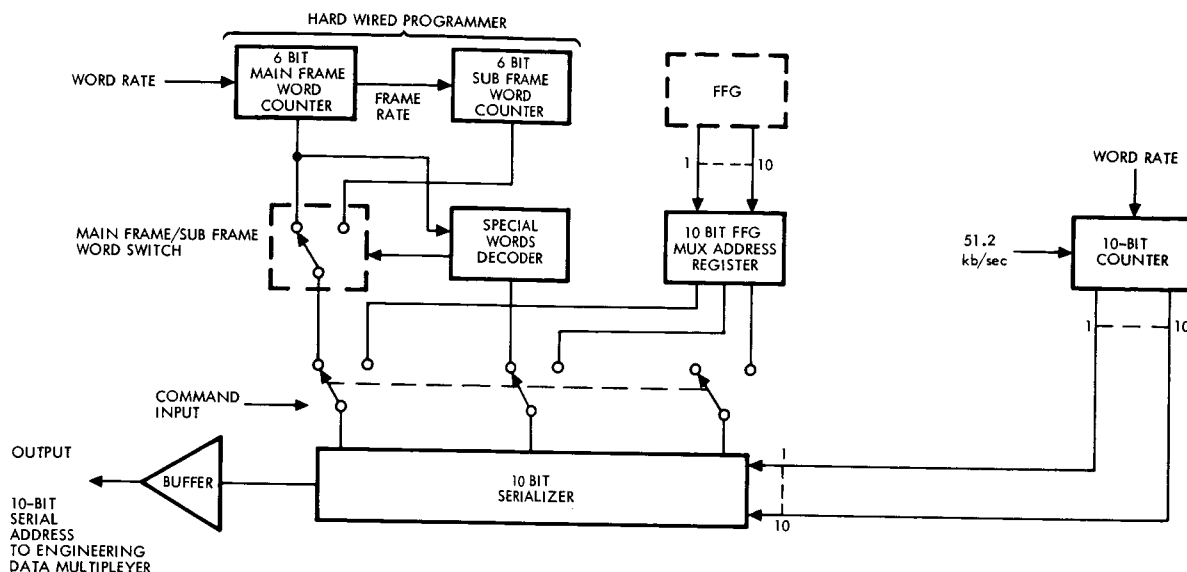 HARD WIRED PROGRAMMER
WORD RATE
6 BIT
MAIN FRAME
WORD
COUNTER
FRAME
RATE
6 BIT
SUB FRAME
WORD
COUNTER
FFG
1
10
WORD RATE
MAIN FRAME/SUB FRAME
WORD SWITCH
SPECIAL
WORDS
DECODER
10 BIT FFG
MUX ADDRESS
REGISTER
51.2
kb/sec
10-BIT
COUNTER
1
10
COMMAND
INPUT
OUTPUT
BUFFER
10 BIT
SERIALIZER
1
10
10-BIT
SERIAL
ADDRESS
TO ENGINEERING
DATA MULTIPLEYER